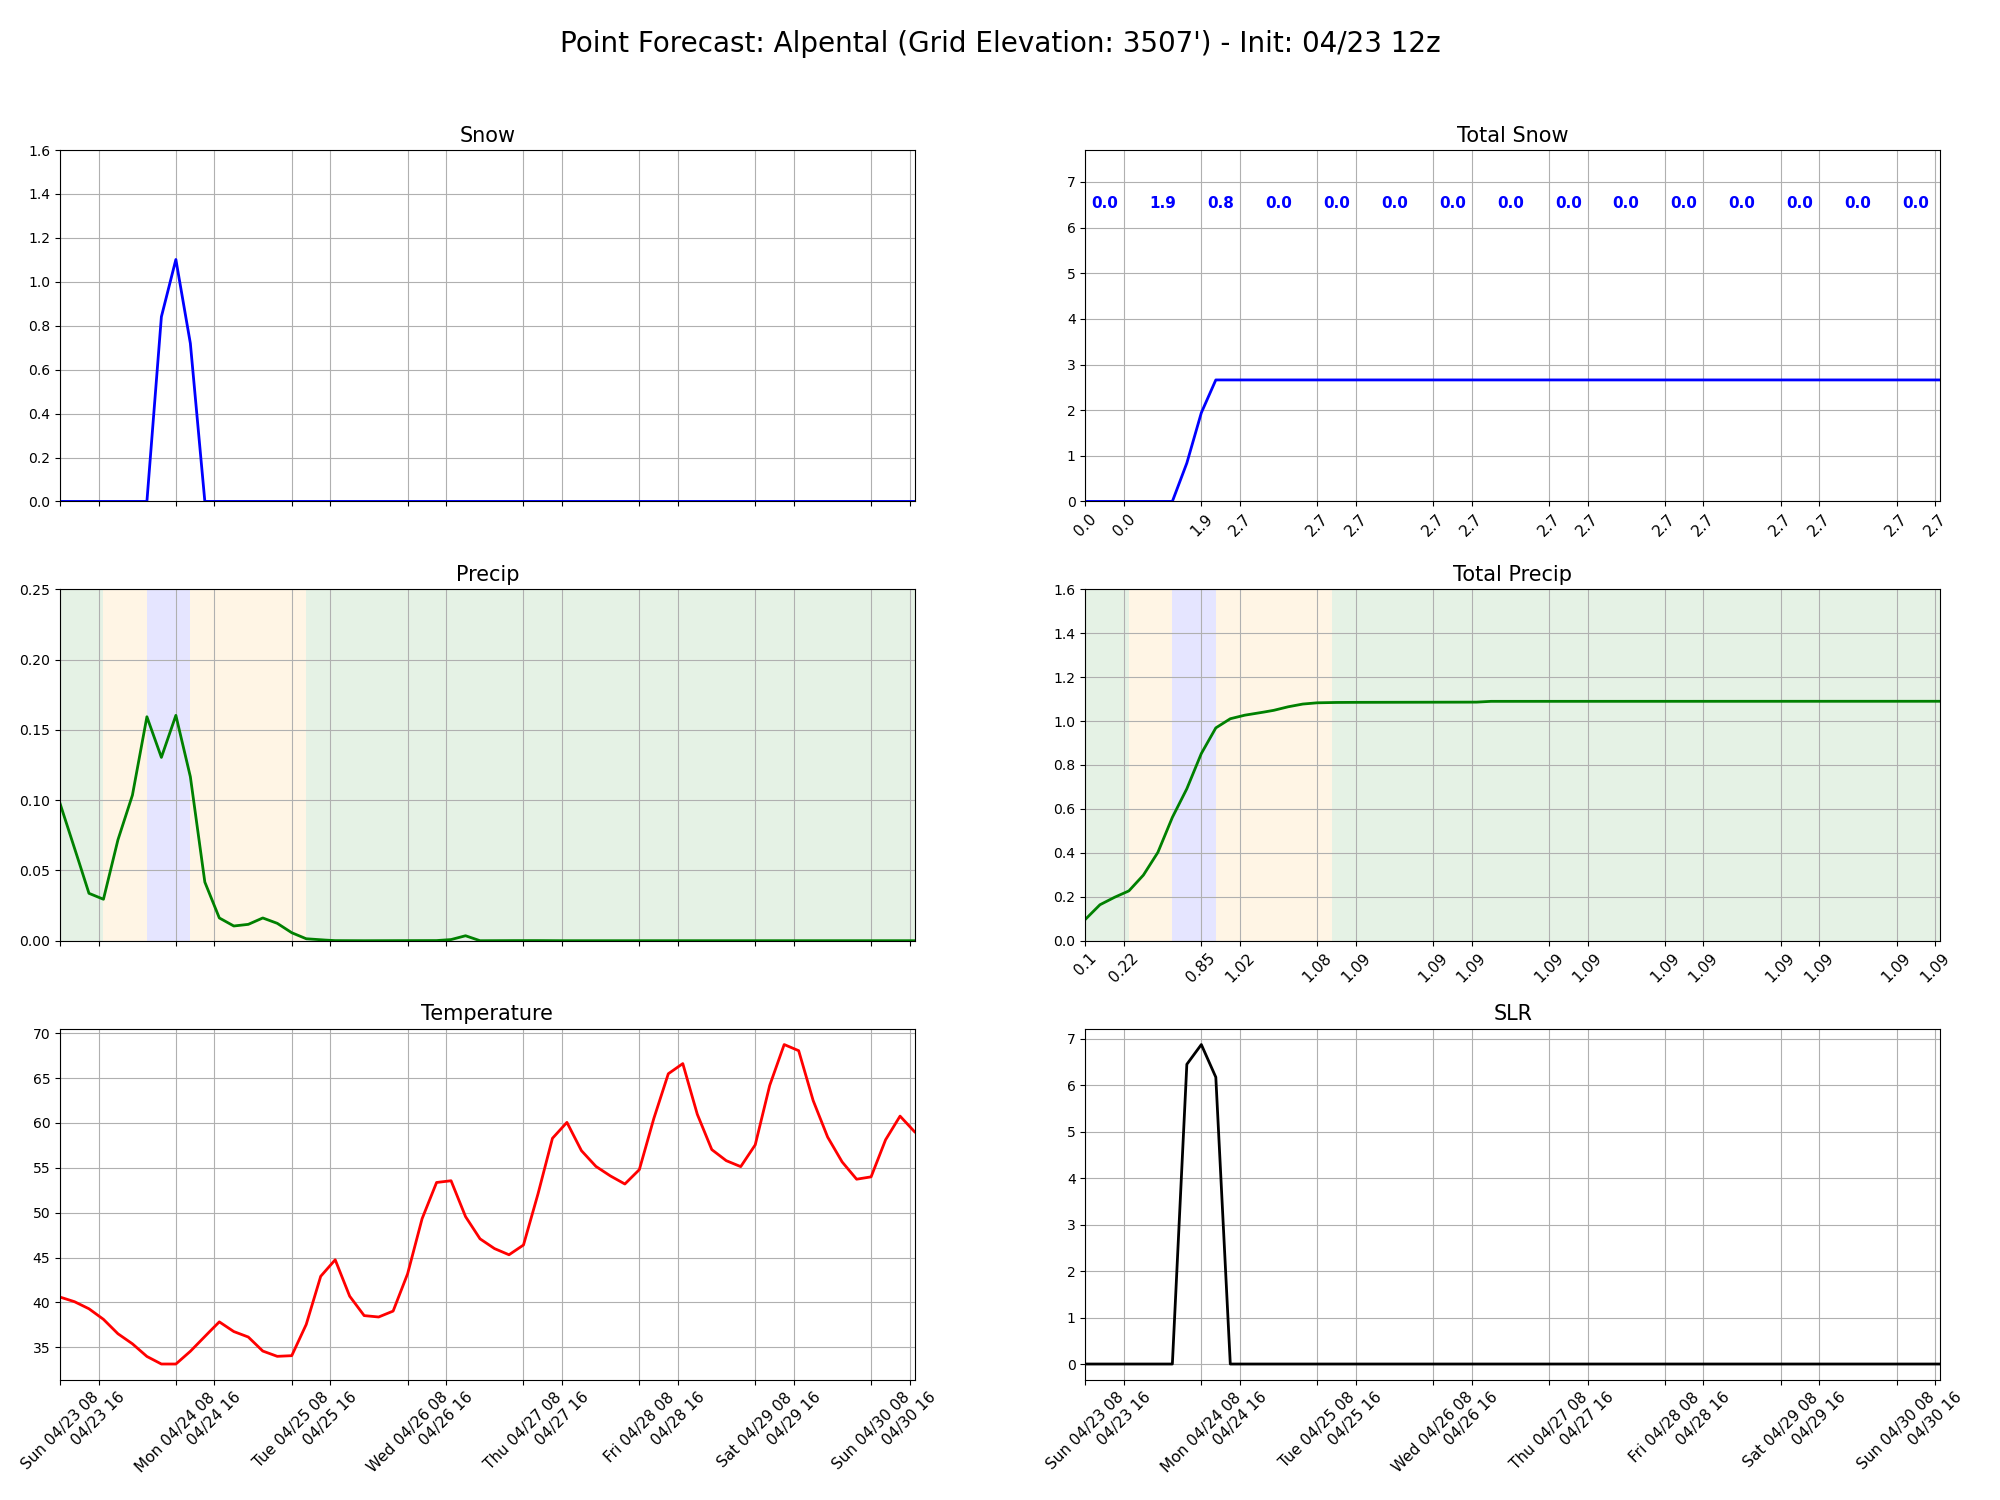 Point Forecast: Alpental (Grid Elevation: 3507') - Init: 04/23 12z
Snow
1.6
1.4
1.2
1.0
0.8
0.6
0.4
0.2
0.0
Total Snow
7
6
5
4
3
2
1
0
0.0 1.9 0.8 0.0 0.0 0.0 0.0 0.0 0.0 0.0 0.0 0.0 0.0 0.0 0.0
0.0 0.0 1.9 2.7 2.7 2.7 2.7 2.7 2.7 2.7 2.7 2.7 2.7 2.7 2.7 2.7
Precip
0.25
0.20
0.15
0.10
0.05
0.00
Total Precip
1.6
1.4
1.2
1.0
0.8
0.6
0.4
0.2
0.0
0.1 0.22 0.85 1.02 1.08 1.09 1.09 1.09 1.09 1.09 1.09 1.09 1.09 1.09 1.09 1.09
Temperature
70
65
60
55
50
45
40
35
Sun 04/23 08
04/23 16
Mon 04/24 08
04/24 16
Tue 04/25 08
04/25 16
Wed 04/26 08
04/26 16
Thu 04/27 08
04/27 16
Fri 04/28 08
04/28 16
Sat 04/29 08
04/29 16
Sun 04/30 08
04/30 16
SLR
7
6
5
4
3
2
1
0
Sun 04/23 08
04/23 16
Mon 04/24 08
04/24 16
Tue 04/25 08
04/25 16
Wed 04/26 08
04/26 16
Thu 04/27 08
04/27 16
Fri 04/28 08
04/28 16
Sat 04/29 08
04/29 16
Sun 04/30 08
04/30 16